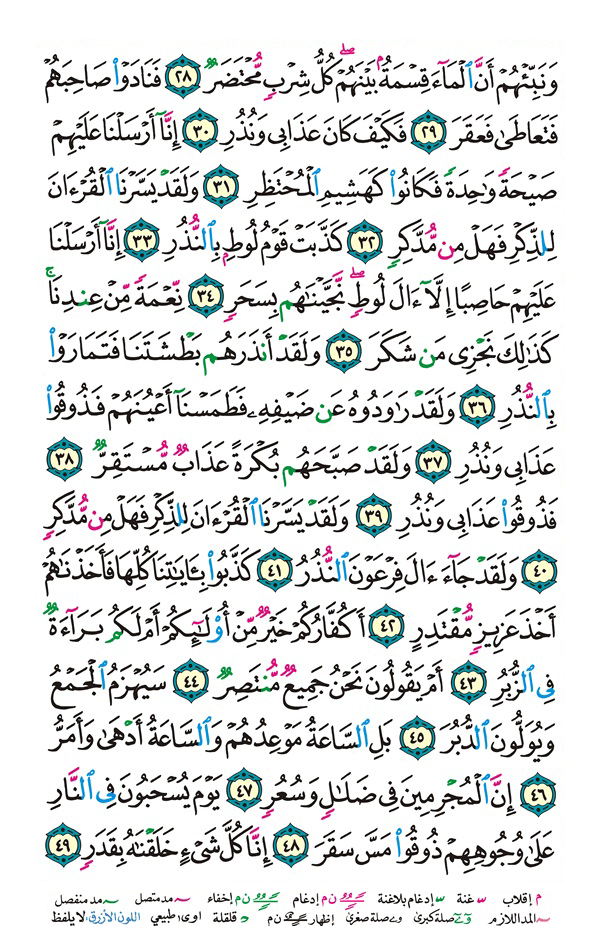 وَنَبِّئْهُمْ أَنَّ ٱلْمَآءَ قِسْمَةٌۢ بَيْنَهُمْ ۖ كُلُّ شِرْبٍ مُّحْتَضَرٌ ٢٨ فَنَادَوْا۟ صَاحِبَهُمْ
فَتَعَاطَىٰ فَعَقَرَ ٢٩ فَكَيْفَ كَانَ عَذَابِى وَنُذُرِ ٣٠ إِنَّآ أَرْسَلْنَا عَلَيْهِمْ
صَيْحَةً وَٰحِدَةً فَكَانُوا۟ كَهَشِيمِ ٱلْمُحْتَظِرِ ٣١ وَلَقَدْ يَسَّرْنَا ٱلْقُرْءَانَ
لِلذِّكْرِ فَهَلْ مِن مُّدَّكِرٍ ٣٢ كَذَّبَتْ قَوْمُ لُوطٍۭ بِٱلنُّذُرِ ٣٣ إِنَّآ أَرْسَلْنَا
عَلَيْهِمْ حَاصِبًا إِلَّآ ءَالَ لُوطٍ ۖ نَّجَّيْنَٰهُم بِسَحَرٍ ٣٤ نِّعْمَةً مِّنْ عِندِنَا ۚ
كَذَٰلِكَ نَجْزِى مَن شَكَرَ ٣٥ وَلَقَدْ أَنذَرَهُم بَطْشَتَنَا فَتَمَارَوْا۟
بِٱلنُّذُرِ ٣٦ وَلَقَدْ رَٰوَدُوهُ عَن ضَيْفِهِۦ فَطَمَسْنَآ أَعْيُنَهُمْ فَذُوقُوا۟
عَذَابِى وَنُذُرِ ٣٧ وَلَقَدْ صَبَّحَهُم بُكْرَةً عَذَابٌ مُّسْتَقِرٌّ ٣٨
فَذُوقُوا۟ عَذَابِى وَنُذُرِ ٣٩ وَلَقَدْ يَسَّرْنَا ٱلْقُرْءَانَ لِلذِّكْرِ فَهَلْ مِن مُّدَّكِرٍ
٤٠ وَلَقَدْ جَآءَ ءَالَ فِرْعَوْنَ ٱلنُّذُرُ ٤١ كَذَّبُوا۟ بِـَٔايَٰتِنَا كُلِّهَا فَأَخَذْنَٰهُمْ
أَخْذَ عَزِيزٍ مُّقْتَدِرٍ ٤٢ أَكُفَّارُكُمْ خَيْرٌ مِّنْ أُو۟لَٰٓئِكُمْ أَمْ لَكُم بَرَآءَةٌ
فِى ٱلزُّبُرِ ٤٣ أَمْ يَقُولُونَ نَحْنُ جَمِيعٌ مُّنتَصِرٌ ٤٤ سَيُهْزَمُ ٱلْجَمْعُ
وَيُوَلُّونَ ٱلدُّبُرَ ٤٥ بَلِ ٱلسَّاعَةُ مَوْعِدُهُمْ وَٱلسَّاعَةُ أَدْهَىٰ وَأَمَرُّ
٤٦ إِنَّ ٱلْمُجْرِمِينَ فِى ضَلَٰلٍ وَسُعُرٍ ٤٧ يَوْمَ يُسْحَبُونَ فِى ٱلنَّارِ
عَلَىٰ وُجُوهِهِمْ ذُوقُوا۟ مَسَّ سَقَرَ ٤٨ إِنَّا كُلَّ شَىْءٍ خَلَقْنَٰهُ بِقَدَرٍ ٤٩
م إقلاب غنة إدغام بلاغنة ن م إدغام ن م إخفاء مد متصل مد منفصل
المد اللازم صلة كبرى صلة صغرى إظهار ن م قلقلة اوى طبيعي اللون الأزرق: لا يلفظ